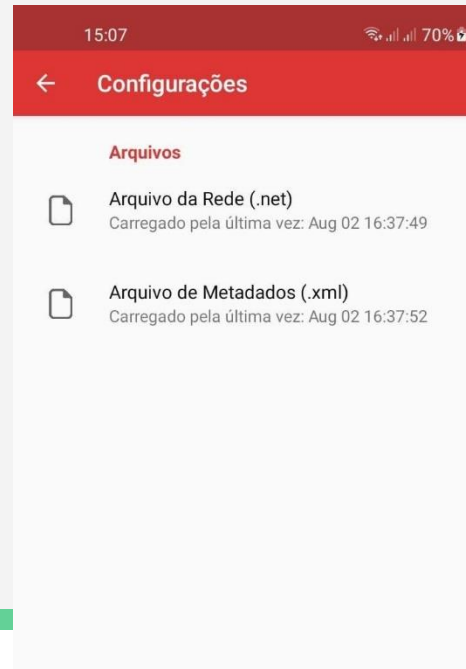 15:07 70%
Configurações
Arquivos
Arquivo da Rede (.net)
Carregado pela última vez: Aug 02 16:37:49
Arquivo de Metadados (.xml)
Carregado pela última vez: Aug 02 16:37:52